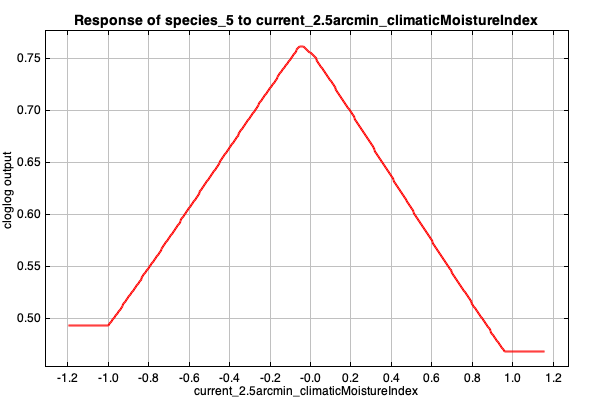 Response of species_5 to current_2.5arcmin_climaticMoistureIndex
cloglog output
0.75
0.70
0.65
0.60
0.55
0.50
-1.2 -1.0 -0.8 -0.6 -0.4 -0.2 -0.0 0.2 0.4 0.6 0.8 1.0 1.2
current_2.5arcmin_climaticMoistureIndex